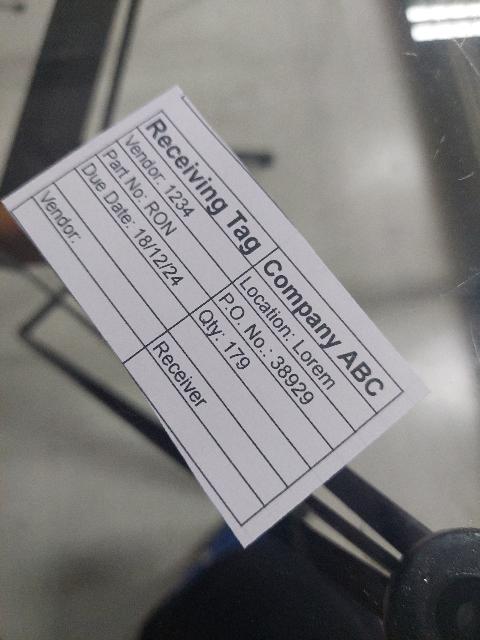 Receiving Tag Company ABC
Vendor: 1234 Location: Lorem
Part No: RON P.O. No.: 38929
Due Date: 18/12/24 Qty: 179
Vendor: Receiver